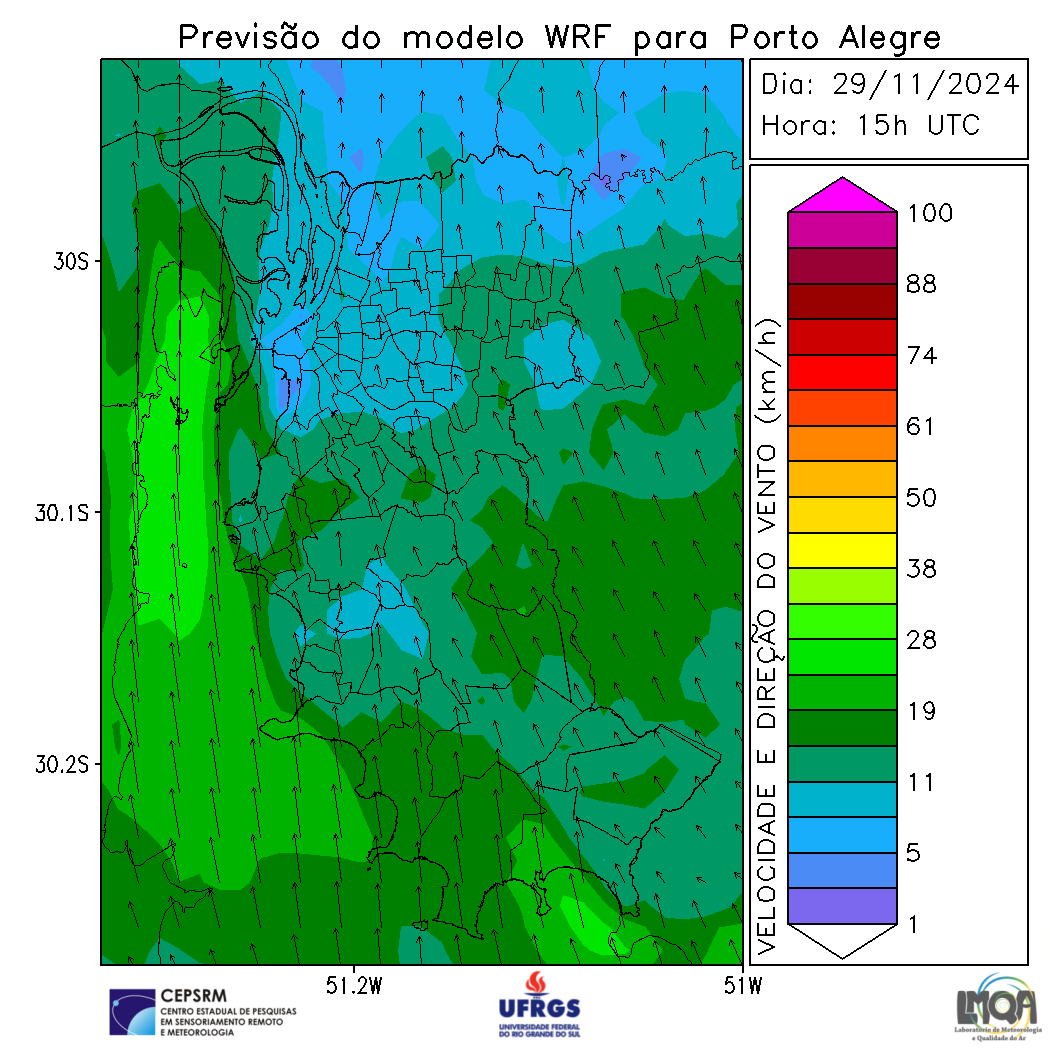 Previsão do modelo WRF para Porto Alegre
Dia: 29/11/2024
Hora: 15h UTC
30S
30.1S
30.2S
51.2W
51W
VELOCIDADE E DIREÇÃO DO VENTO (km/h)
100
88
74
61
50
38
28
19
11
5
1
CEPSRM
CENTRO ESTADUAL DE PESQUISAS
EM SENSORIAMENTO REMOTO
E METEOROLOGIA
UFRGS
UNIVERSIDADE FEDERAL
DO RIO GRANDE DO SUL
LMQA
Laboratório de Meteorologia
e Qualidade do Ar